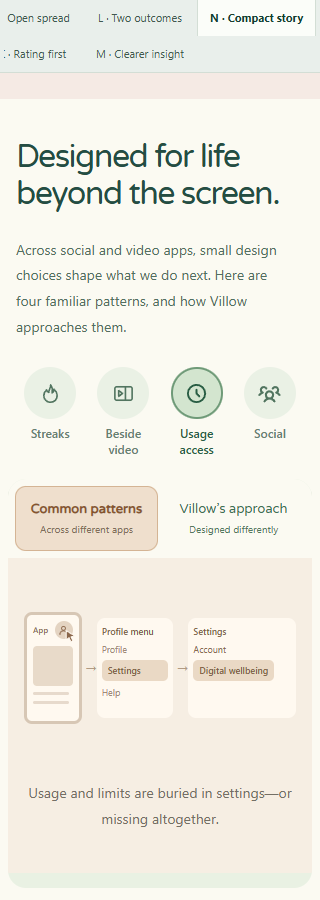 Open spread
L · Two outcomes
N · Compact story
· Rating first
M · Clearer insight
Designed for life
beyond the screen.
Across social and video apps, small design
choices shape what we do next. Here are
four familiar patterns, and how Villow
approaches them.
Streaks
Beside
video
Usage
access
Social
Common patterns
Across different apps
Villow's approach
Designed differently
App
Profile menu
Profile
Settings
Help
Settings
Account
Digital wellbeing
Usage and limits are buried in settings—or
missing altogether.